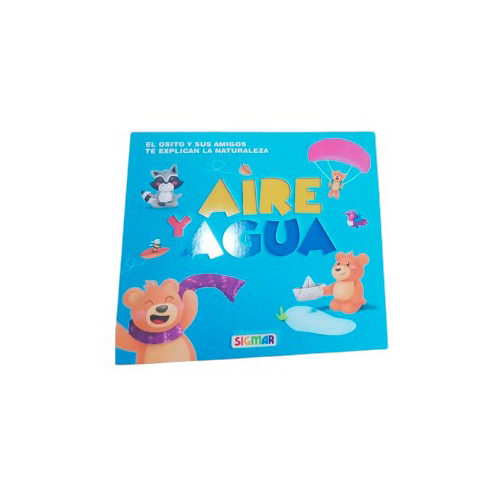 EL OSITO Y SUS AMIGOS
TE EXPLICAN LA NATURALEZA
AIRE
Y AGUA
SIGMAR